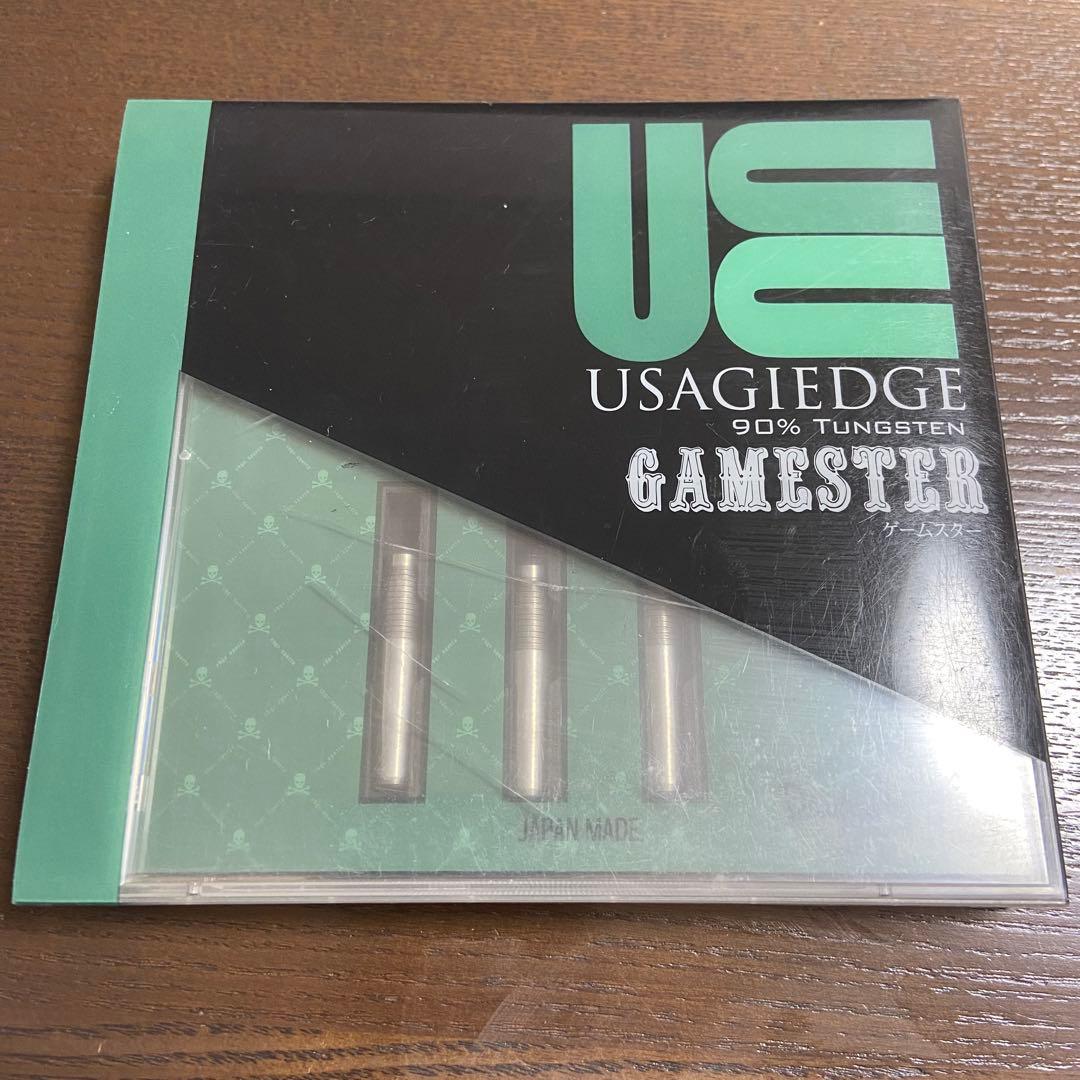 UE
USAGIEDGE
90% TUNGSTEN
GAMESTER
ゲームスター
JAPAN MADE